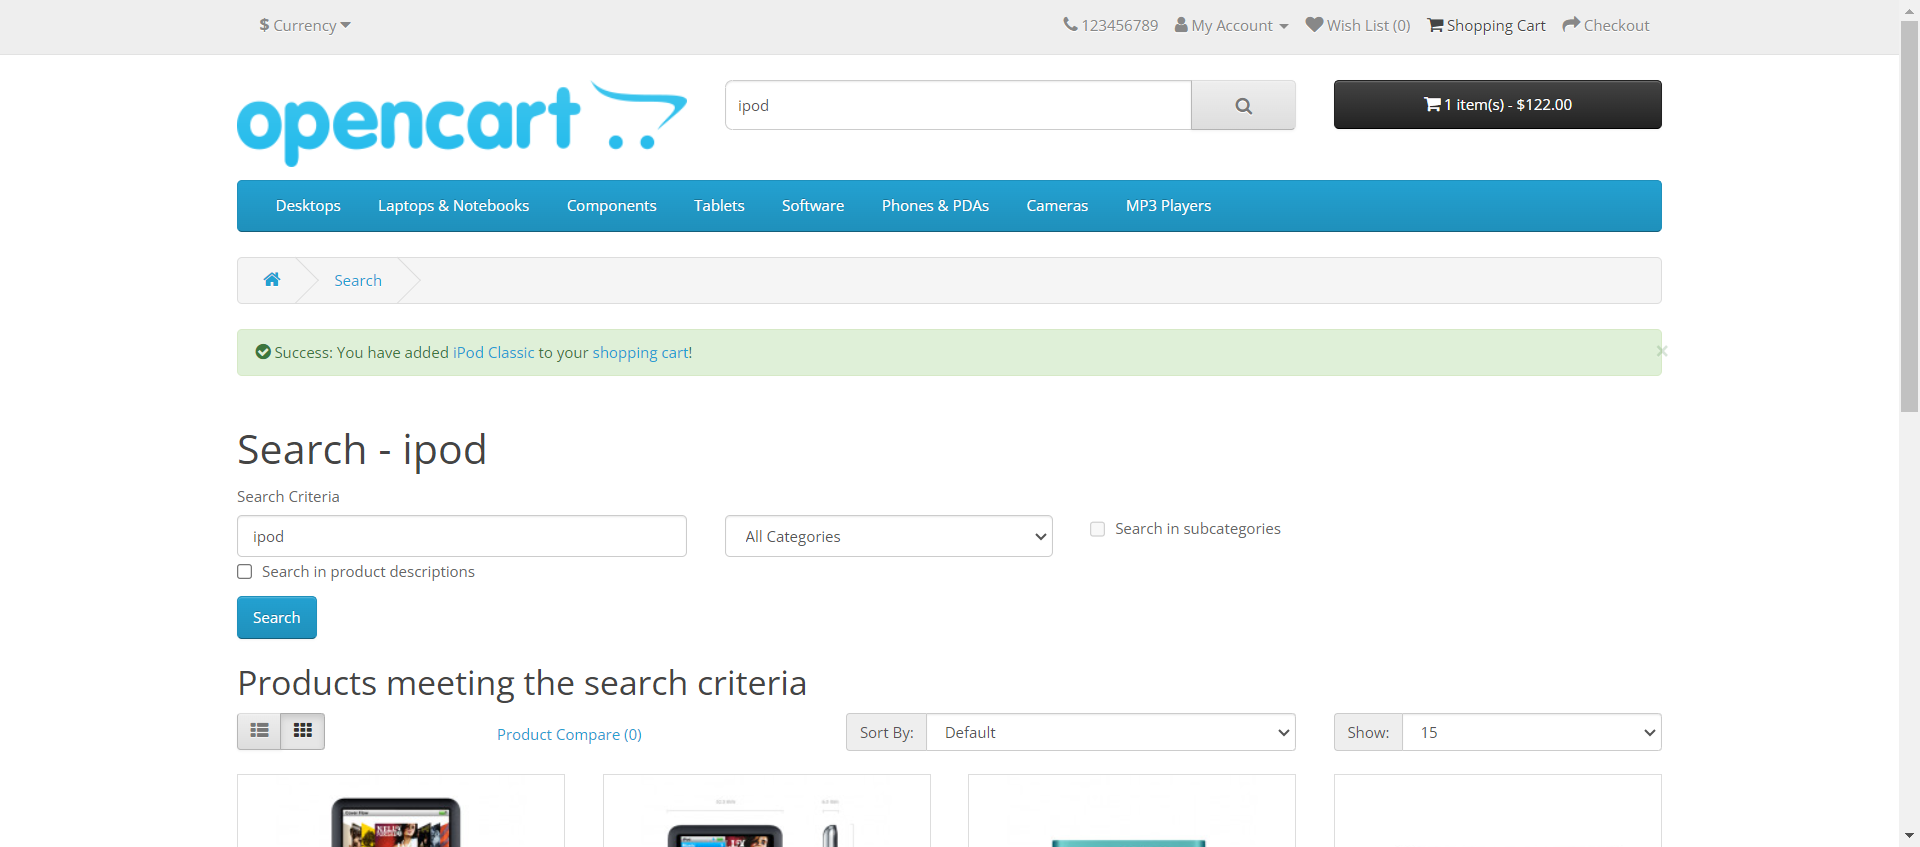 $ Currency
123456789 My Account Wish List (0) Shopping Cart Checkout
opencart
ipod
1 item(s) - $122.00
Desktops Laptops & Notebooks Components Tablets Software Phones & PDAs Cameras MP3 Players
Search
Success: You have added iPod Classic to your shopping cart!
×
Search - ipod
Search Criteria
ipod
All Categories
Search in subcategories
Search in product descriptions
Search
Products meeting the search criteria
Product Compare (0)
Sort By: Default
Show: 15